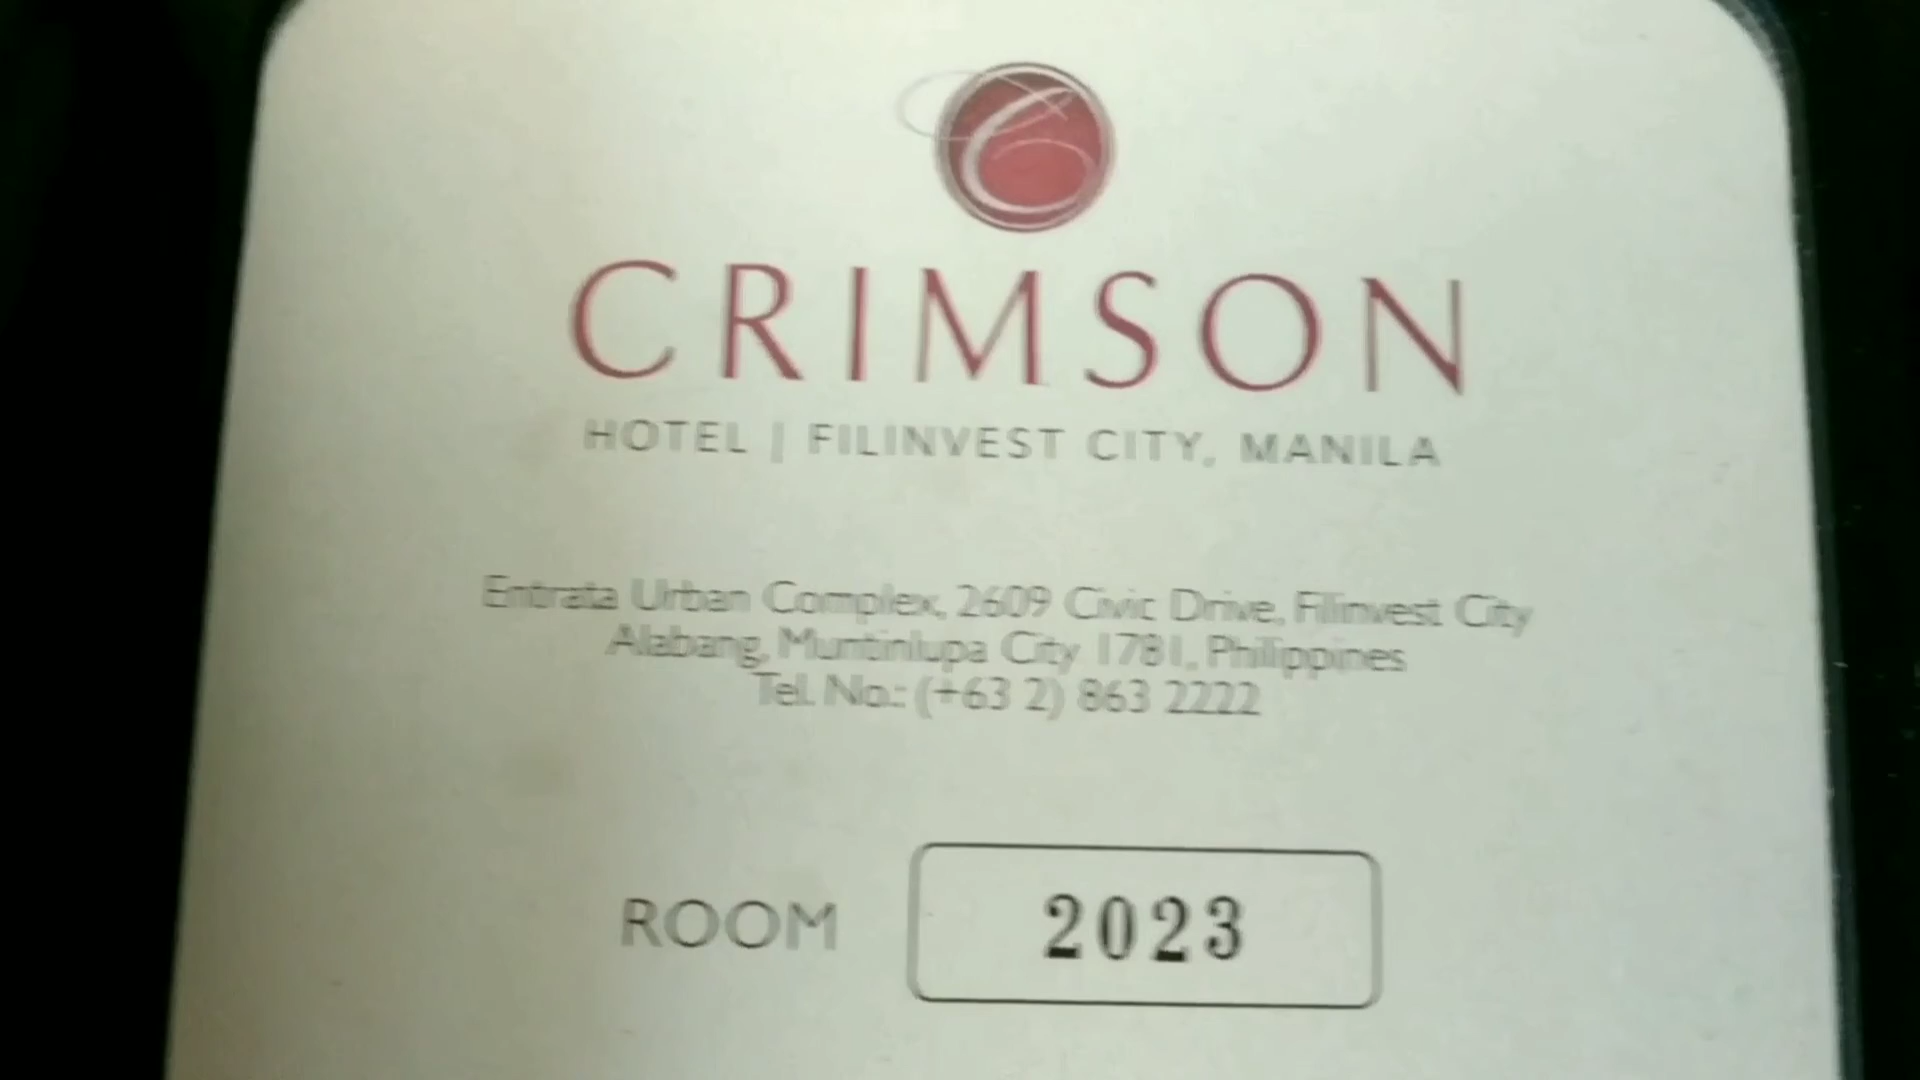 CRIMSON
HOTEL | FILINVEST CITY, MANILA
Entrata Urban Complex, 2609 Civic Drive, Filinvest City
Alabang, Muntinlupa City 1781, Philippines
Tel. No.: (+63 2) 863 2222
ROOM 2023